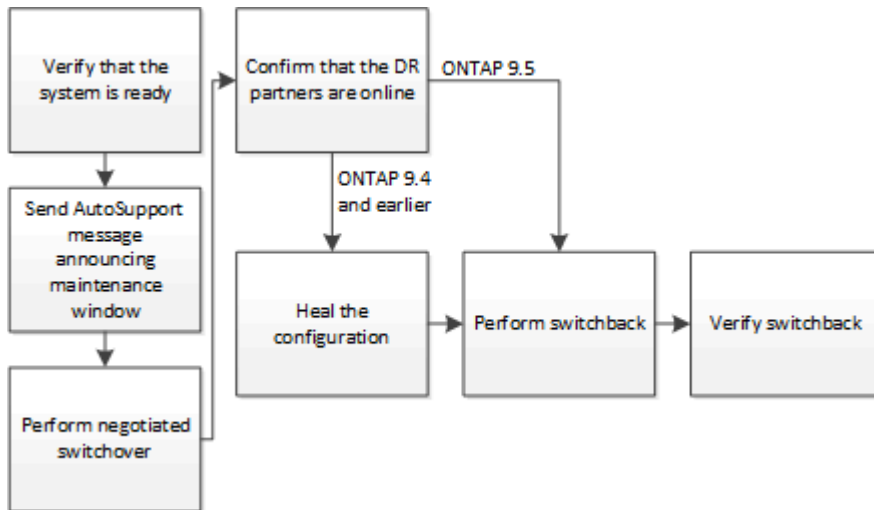 Verify that the
system is ready
Send AutoSupport
message
announcing
maintenance
window
Perform negotiated
switchover
Confirm that the DR
partners are online
ONTAP 9.5
ONTAP 9.4
and earlier
Heal the
configuration
Perform switchback
Verify switchback